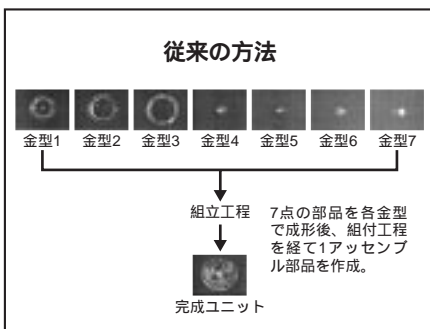 従来の方法
金型1 金型2 金型3 金型4 金型5 金型6 金型7
組立工程
7点の部品を各金型
で成形後、組付工程
を経て1アッセンブ
ル部品を作成。
完成ユニット